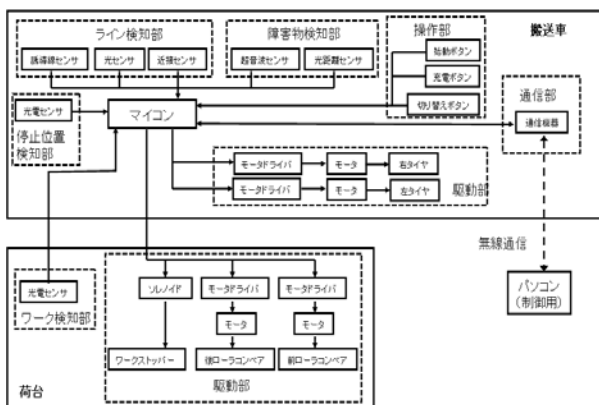 ライン検知部
誘導線センサ
光センサ
近接センサ
障害物検知部
超音波センサ
光距離センサ
操作部
始動ボタン
充電ボタン
切り替えボタン
搬送車
通信部
通信機器
光電センサ
停止位置
検知部
マイコン
モータドライバ
モータ
右タイヤ
モータドライバ
モータ
左タイヤ
駆動部
無線通信
パソコン
(制御用)
光電センサ
ワーク検知部
ソレノイド
モータドライバ
モータドライバ
モータ
モータ
ワークストッパー
後ローラコンベア
前ローラコンベア
駆動部
荷台